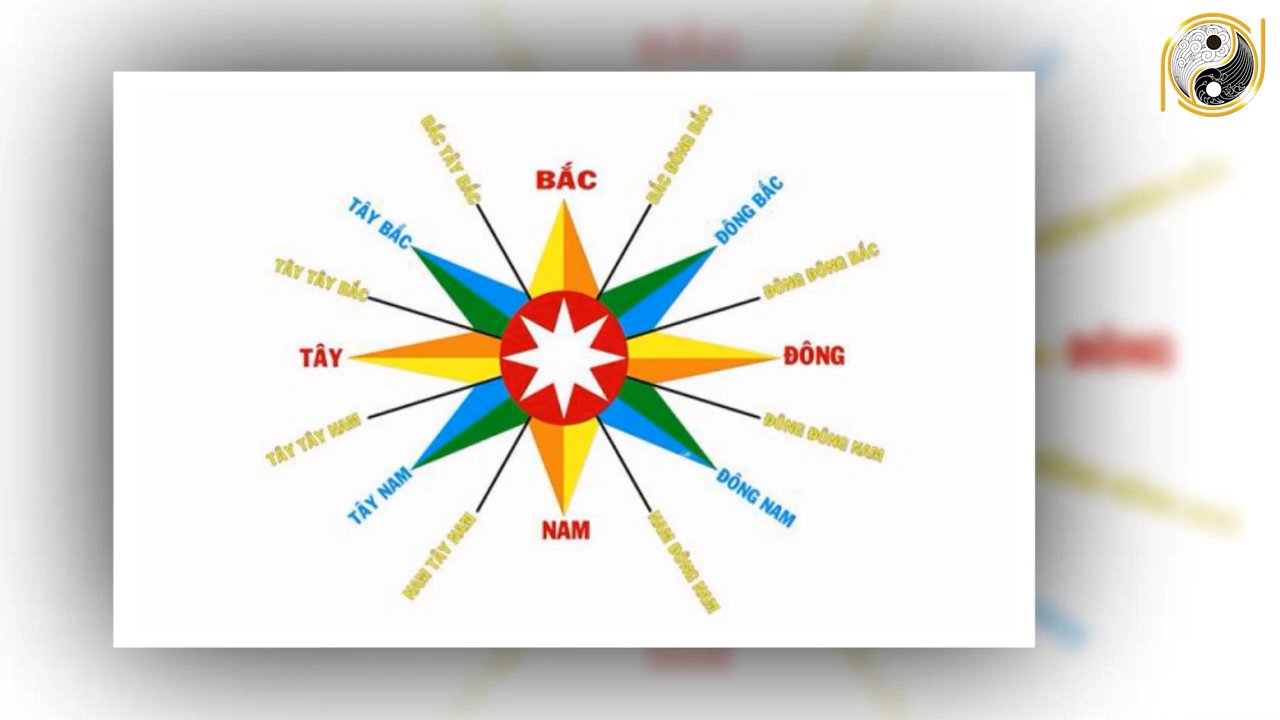 BẮC TÂY BẮC
BẮC ĐÔNG BẮC
BẮC
TÂY BẮC
ĐÔNG BẮC
TÂY TÂY BẮC
ĐÔNG ĐÔNG BẮC
TÂY
ĐÔNG
TÂY TÂY NAM
ĐÔNG ĐÔNG NAM
TÂY NAM
ĐÔNG NAM
NAM
NAM TÂY NAM
NAM ĐÔNG NAM